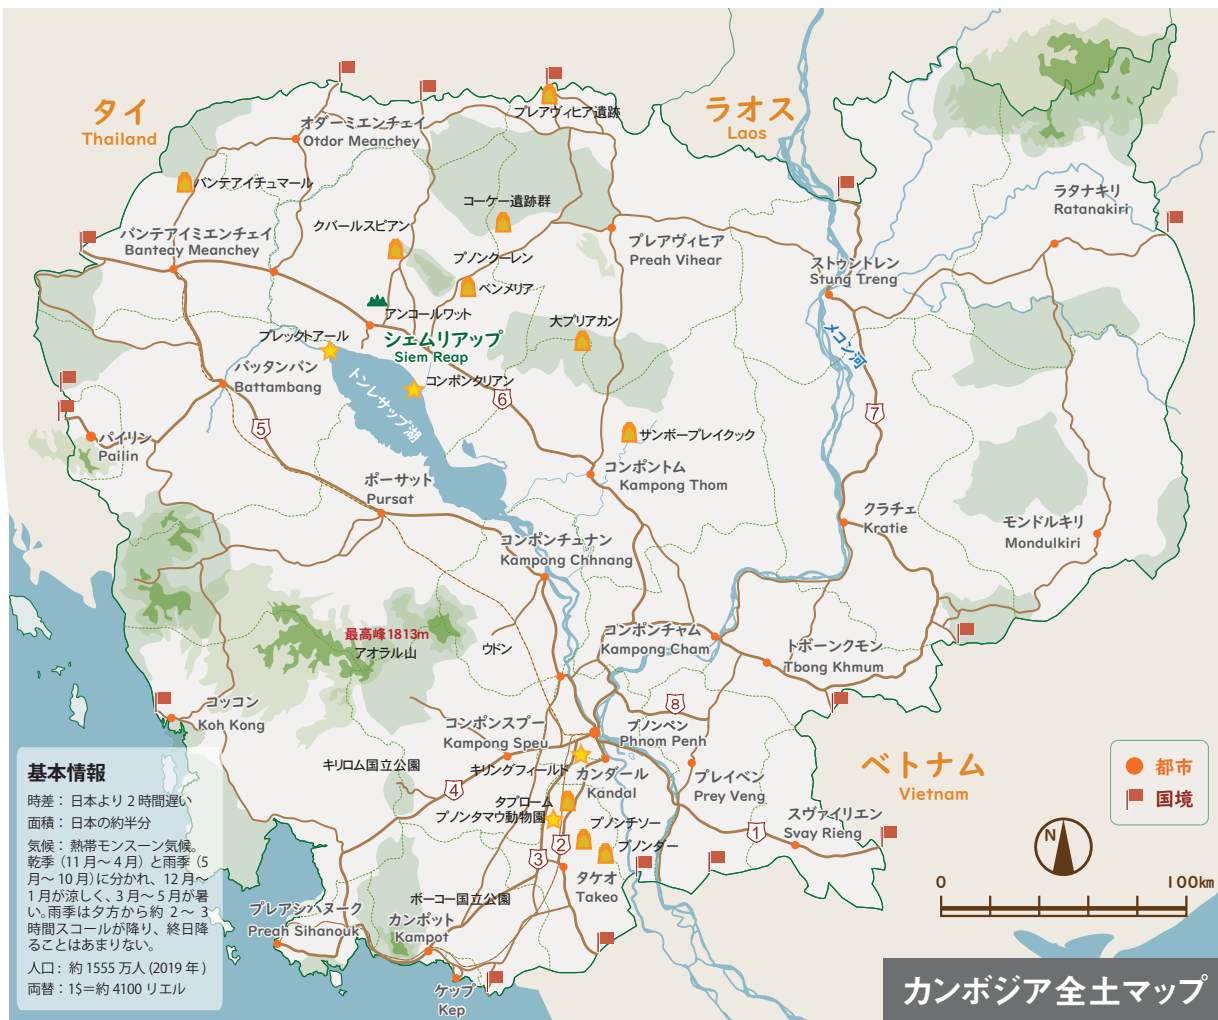 タイ
Thailand
ラオス
Laos
プレアヴィヒア遺跡
オダーミエンチェイ
Otdor Meanchey
バンテアイチュマール
コーケー遺跡群
ラタナキリ
Ratanakiri
クバールスピアン
バンテアイミエンチェイ
Banteay Meanchey
プレアヴィヒア
Preah Vihear
プノンクーレン
ストゥントレン
Stung Treng
ベンメリア
アンコールワット
大プリアカン
プレックトアール
シェムリアップ
Siem Reap
メコン河
バッタンバン
Battambang
トンレサップ湖
コンポンタリアン
6
7
5
パイリン
Pailin
サンボープレイクック
コンポントム
Kampong Thom
ポーサット
Pursat
クラチェ
Kratie
モンドルキリ
Mondulkiri
コンポンチュナン
Kampong Chhnang
最高峰1813m
アオラル山
ウドン
コンポンチャム
Kampong Cham
トボーンクモン
Tbong Khmum
コッコン
Koh Kong
8
コンポンスプー
Kampong Speu
プノンペン
Phnom Penh
キリロム国立公園
キリングフィールド
カンダール
Kandal
プレイベン
Prey Veng
ベトナム
Vietnam
都市
国境
4
タプローム
プノンタマウ動物園
プノンチソー
プノンダー
スヴァイリエン
Svay Rieng
1
2
3
タケオ
Takeo
ボーコー国立公園
プレアシハヌーク
Preah Sihanouk
カンポット
Kampot
ケップ
Kep
N
0
100km
基本情報
時差：日本より2時間遅い
面積：日本の約半分
気候：熱帯モンスーン気候。
乾季（11月～4月）と雨季（5
月～10月）に分かれ、12月～
1月が涼しく、3月～5月が暑
い。雨季は夕方から約 2 ～ 3
時間スコールが降り、終日降
ることはあまりない。
人口：約 1555 万人 (2019 年)
両替：1$＝約 4100 リエル
カンボジア全土マップ